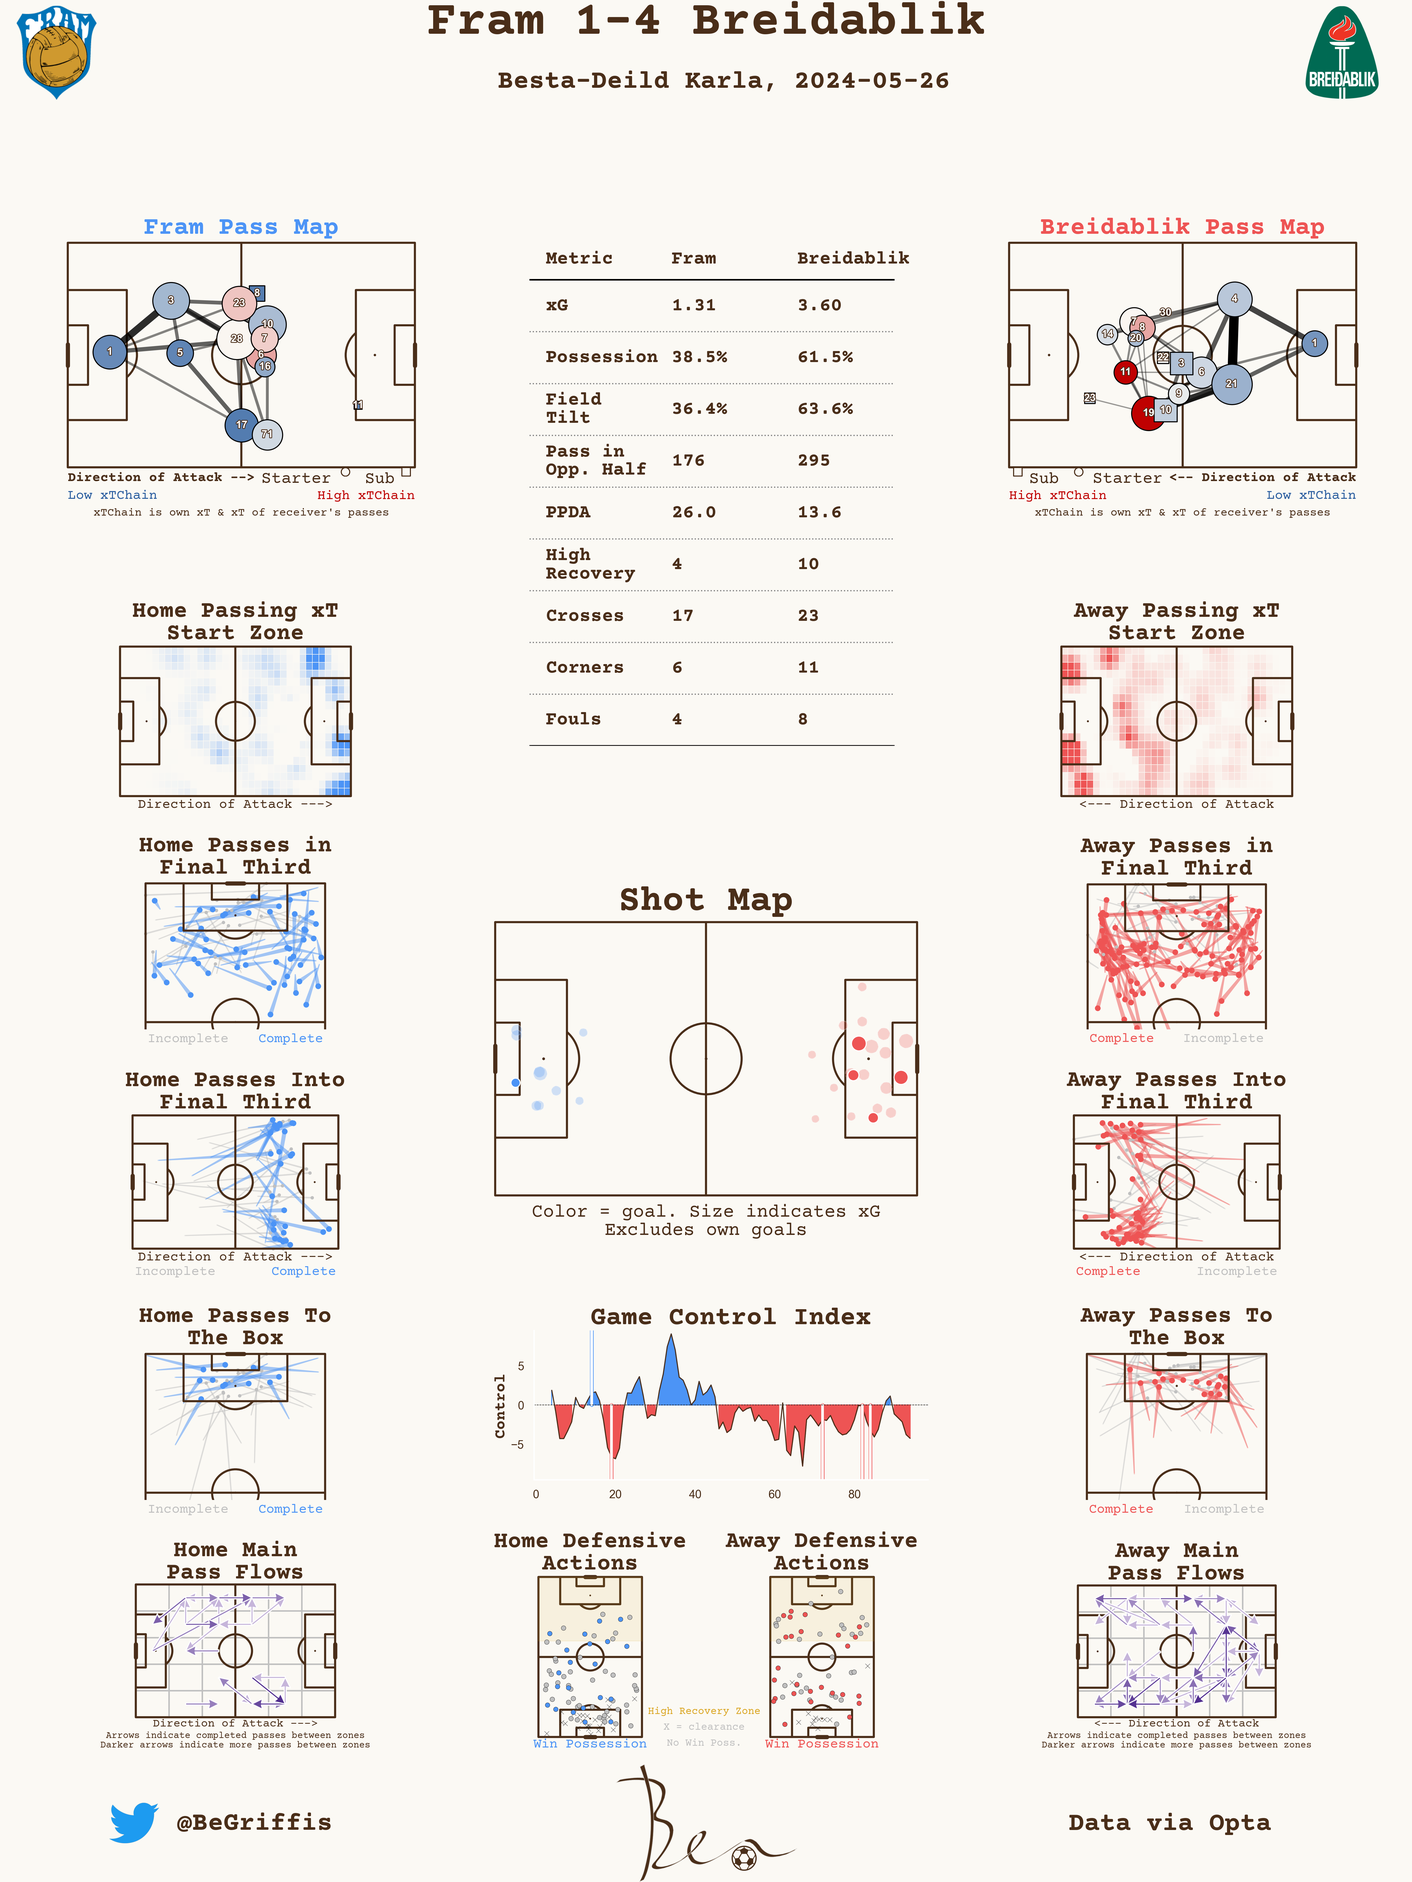 FRAM
Fram 1-4 Breidablik
BREIÐABLIK
Besta-Deild Karla, 2024-05-26
Fram Pass Map
3
23
8
10
28
7
1
5
6
16
11
17
71
Direction of Attack --> Starter Sub
Low xTChain High xTChain
xTChain is own xT & xT of receiver's passes
Metric Fram Breidablik
xG 1.31 3.60
Possession 38.5% 61.5%
Field
Tilt 36.4% 63.6%
Pass in
Opp. Half 176 295
PPDA 26.0 13.6
High
Recovery 4 10
Crosses 17 23
Corners 6 11
Fouls 4 8
Breidablik Pass Map
4
30
7
8
14
20
1
22
3
11
6
21
9
23
19
10
Sub Starter <-- Direction of Attack
High xTChain Low xTChain
xTChain is own xT & xT of receiver's passes
Home Passing xT
Start Zone
Direction of Attack --->
Away Passing xT
Start Zone
<--- Direction of Attack
Home Passes in
Final Third
Incomplete Complete
Away Passes in
Final Third
Complete Incomplete
Shot Map
Color = goal. Size indicates xG
Excludes own goals
Home Passes Into
Final Third
Direction of Attack --->
Incomplete Complete
Away Passes Into
Final Third
<--- Direction of Attack
Complete Incomplete
Home Passes To
The Box
Incomplete Complete
Game Control Index
Control
5
0
−5
0 20 40 60 80
Away Passes To
The Box
Complete Incomplete
Home Main
Pass Flows
Direction of Attack --->
Arrows indicate completed passes between zones
Darker arrows indicate more passes between zones
Home Defensive
Actions
Win Possession
High Recovery Zone
X = clearance
No Win Poss.
Away Defensive
Actions
Win Possession
Away Main
Pass Flows
<--- Direction of Attack
Arrows indicate completed passes between zones
Darker arrows indicate more passes between zones
@BeGriffis
Ben
Data via Opta